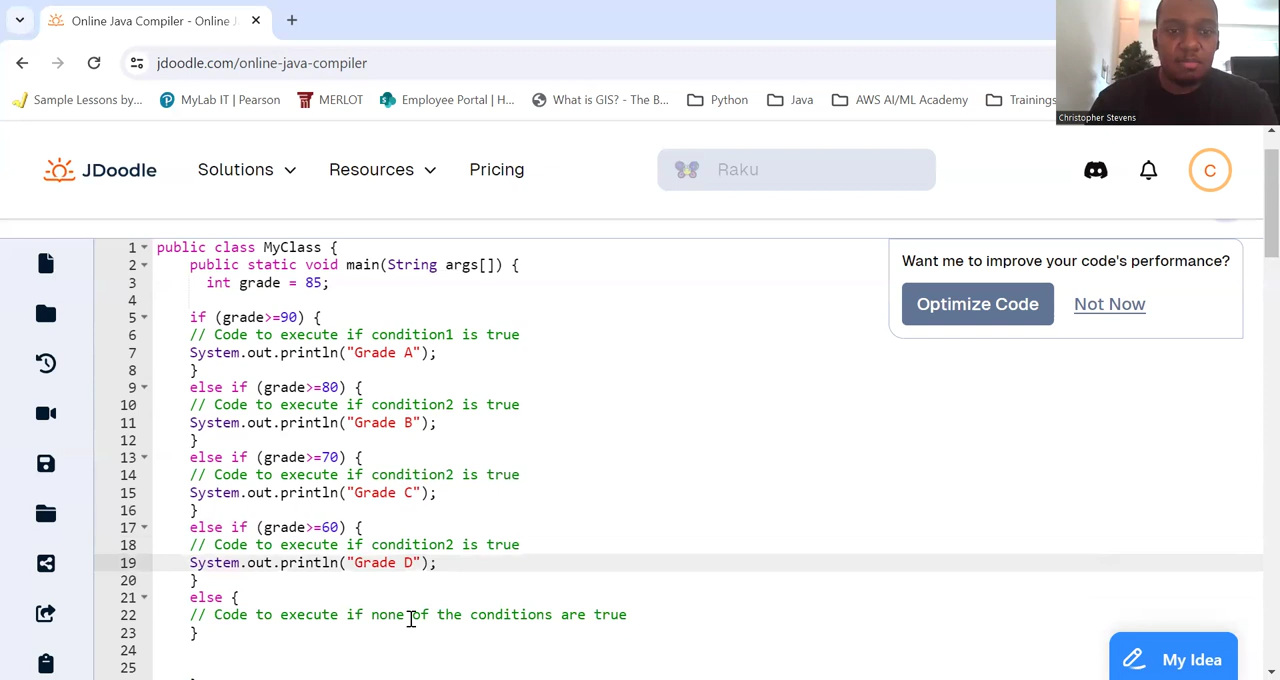 Online Java Compiler - Online J
jdoodle.com/online-java-compiler
Sample Lessons by... MyLab IT | Pearson MERLOT Employee Portal | H... What is GIS? - The B... Python Java AWS AI/ML Academy Trainings
Christopher Stevens
JDoodle Solutions Resources Pricing Raku C
Want me to improve your code's performance?
Optimize Code Not Now
1 public class MyClass {
2 public static void main(String args[]) {
3 int grade = 85;
4
5 if (grade>=90) {
6 // Code to execute if condition1 is true
7 System.out.println("Grade A");
8 }
9 else if (grade>=80) {
10 // Code to execute if condition2 is true
11 System.out.println("Grade B");
12 }
13 else if (grade>=70) {
14 // Code to execute if condition2 is true
15 System.out.println("Grade C");
16 }
17 else if (grade>=60) {
18 // Code to execute if condition2 is true
19 System.out.println("Grade D");
20 }
21 else {
22 // Code to execute if none of the conditions are true
23 }
24
25
My Idea